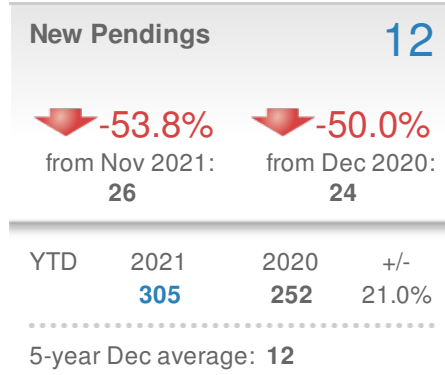 New Pendings 12
-53.8% -50.0%
from Nov 2021: from Dec 2020:
26 24
YTD 2021 2020 +/-
305 252 21.0%
5-year Dec average: 12